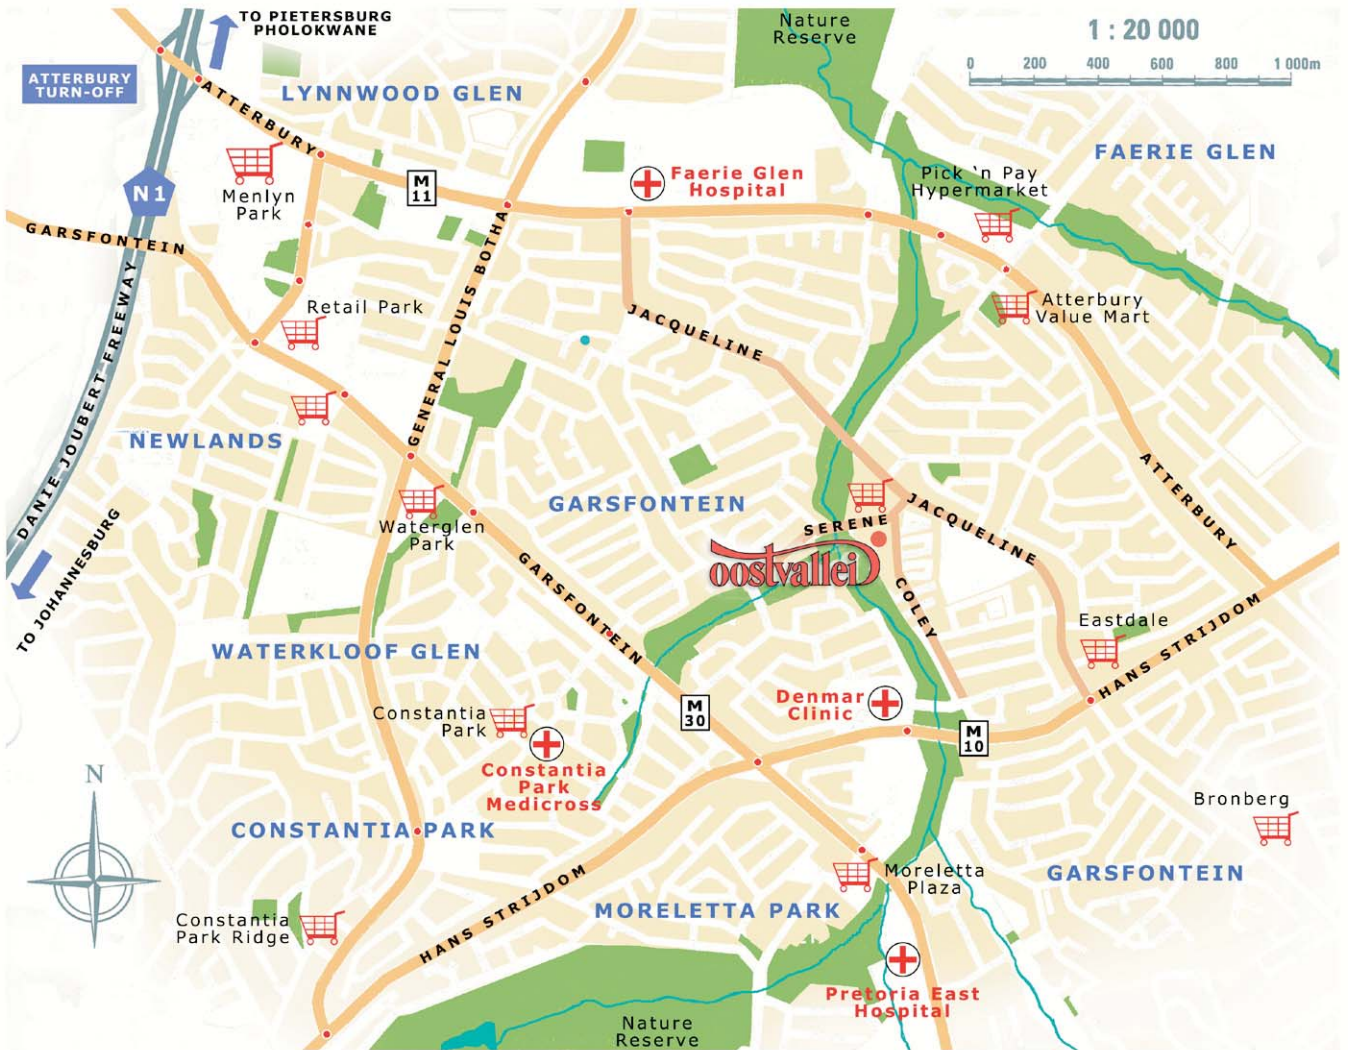 TO PIETERSBURG
PHOLOKWANE
Nature
Reserve
1 : 20 000
0 200 400 600 800 1 000m
ATTERBURY
TURN-OFF
LYNNWOOD GLEN
ATTERBURY
FAERIE GLEN
Menlyn
Park
M
11
Faerie Glen
Hospital
Pick `n Pay
Hypermarket
N1
GARSFONTEIN
GENERAL LOUIS BOTHA
Retail Park
JACQUELINE
Atterbury
Value Mart
DANIE JOUBERT FREEWAY
NEWLANDS
ATTERBURY
GARSFONTEIN
JACQUELINE
Waterglen
Park
SERENE
oostvallei
TO JOHANNESBURG
GARSFONTEIN
COLEY
HANS STRIJDOM
Eastdale
WATERKLOOF GLEN
Constantia
Park
M
30
Denmar
Clinic
M
10
Constantia
Park
Medicross
N
Bronberg
CONSTANTIA PARK
Moreletta
Plaza
GARSFONTEIN
HANS STRIJDOM
MORELETTA PARK
Constantia
Park Ridge
Pretoria East
Hospital
Nature
Reserve